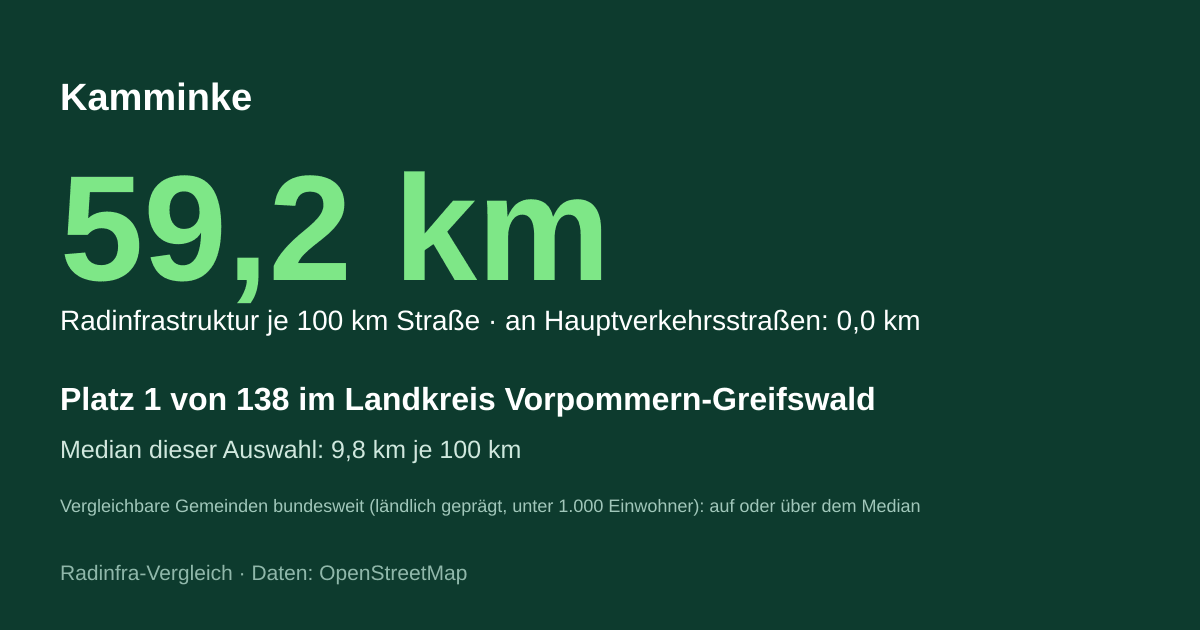 Kamminke
59,2 km
Radinfrastruktur je 100 km Straße · an Hauptverkehrsstraßen: 0,0 km
Platz 1 von 138 im Landkreis Vorpommern-Greifswald
Median dieser Auswahl: 9,8 km je 100 km
Vergleichbare Gemeinden bundesweit (ländlich geprägt, unter 1.000 Einwohner): auf oder über dem Median
Radinfra-Vergleich · Daten: OpenStreetMap